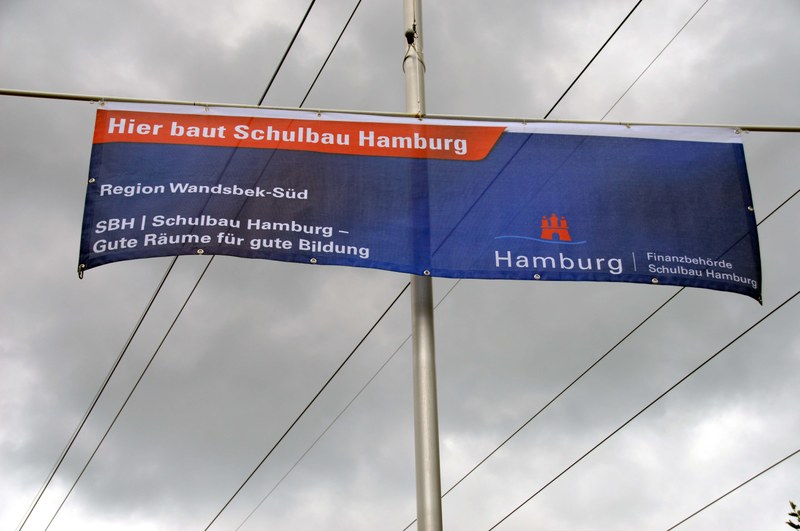 Hier baut Schulbau Hamburg
Region Wandsbek-Süd
SBH | Schulbau Hamburg –
Gute Räume für gute Bildung
Hamburg | Finanzbehörde
Schulbau Hamburg